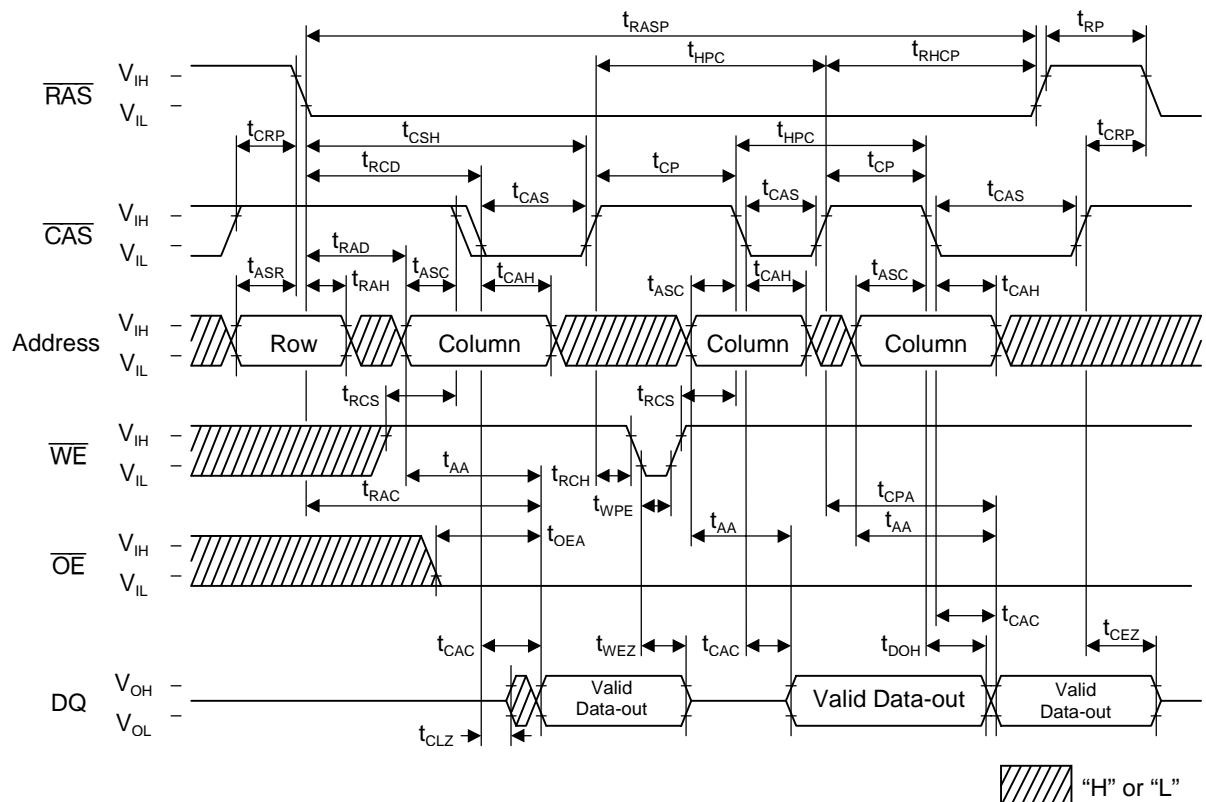 tRASP
tRP
tHPC
tRHCP
RAS
VIH
VIL
tCRP
tCSH
tHPC
tCRP
tRCD
tCP
tCP
tCAS
tCAS
tCAS
CAS
VIH
VIL
tRAD
tASR
tRAH
tASC
tCAH
tASC
tCAH
tASC
tCAH
Address
VIH
VIL
Row
Column
Column
Column
tRCS
tRCS
WE
VIH
VIL
tAA
tRCH
tRAC
tWPE
tCPA
tOEA
tAA
tAA
OE
VIH
VIL
tCAC
tCAC
tWEZ
tCAC
tDOH
tCEZ
DQ
VOH
VOL
Valid
Data-out
Valid Data-out
Valid
Data-out
tCLZ
“H” or “L”